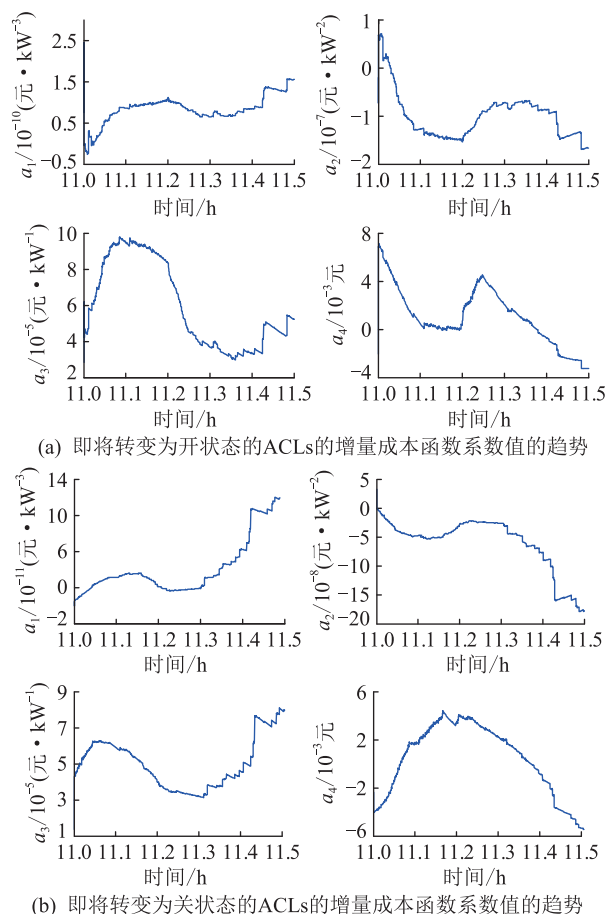 a₁/10⁻¹⁰(元·kW⁻³)
2.5
1.5
0.5
−0.5
11.0 11.1 11.2 11.3 11.4 11.5
时间/h
a₂/10⁻⁷(元·kW⁻²)
1
0
−1
−2
11.0 11.1 11.2 11.3 11.4 11.5
时间/h
a₃/10⁻⁵(元·kW⁻¹)
10
8
6
4
2
11.0 11.1 11.2 11.3 11.4 11.5
时间/h
a₄/10⁻³元
8
4
0
−4
11.0 11.1 11.2 11.3 11.4 11.5
时间/h
(a) 即将转变为开状态的ACLs的增量成本函数系数值的趋势
a₁/10⁻¹¹(元·kW⁻³)
14
12
6
0
−2
11.0 11.1 11.2 11.3 11.4 11.5
时间/h
a₂/10⁻⁸(元·kW⁻²)
5
0
−5
−10
−15
−20
11.0 11.1 11.2 11.3 11.4 11.5
时间/h
a₃/10⁻⁵(元·kW⁻¹)
9
7
5
3
1
11.0 11.1 11.2 11.3 11.4 11.5
时间/h
a₄/10⁻³元
6
2
−2
−6
11.0 11.1 11.2 11.3 11.4 11.5
时间/h
(b) 即将转变为关状态的ACLs的增量成本函数系数值的趋势